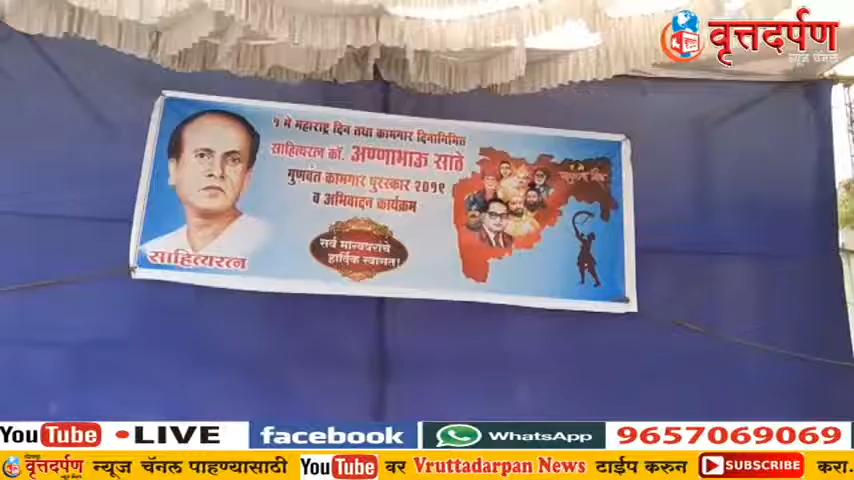 वृत्तदर्पण
न्यूज चॅनल
१ मे महाराष्ट्र दिन तथा कामगार दिनानिमित
साहित्यरत्न कॉ. अण्णाभाऊ साठे
गुणवंत कामगार पुरस्कार २०१९
व अभिवादन कार्यक्रम
सर्व मान्यवरांचे
हार्दिक स्वागत!
साहित्यरत्न
YouTube LIVE facebook WhatsApp 9657069069
वृत्तदर्पण न्यूज चॅनल पाहण्यासाठी YouTube वर Vruttadarpan News टाईप करुन SUBSCRIBE करा.